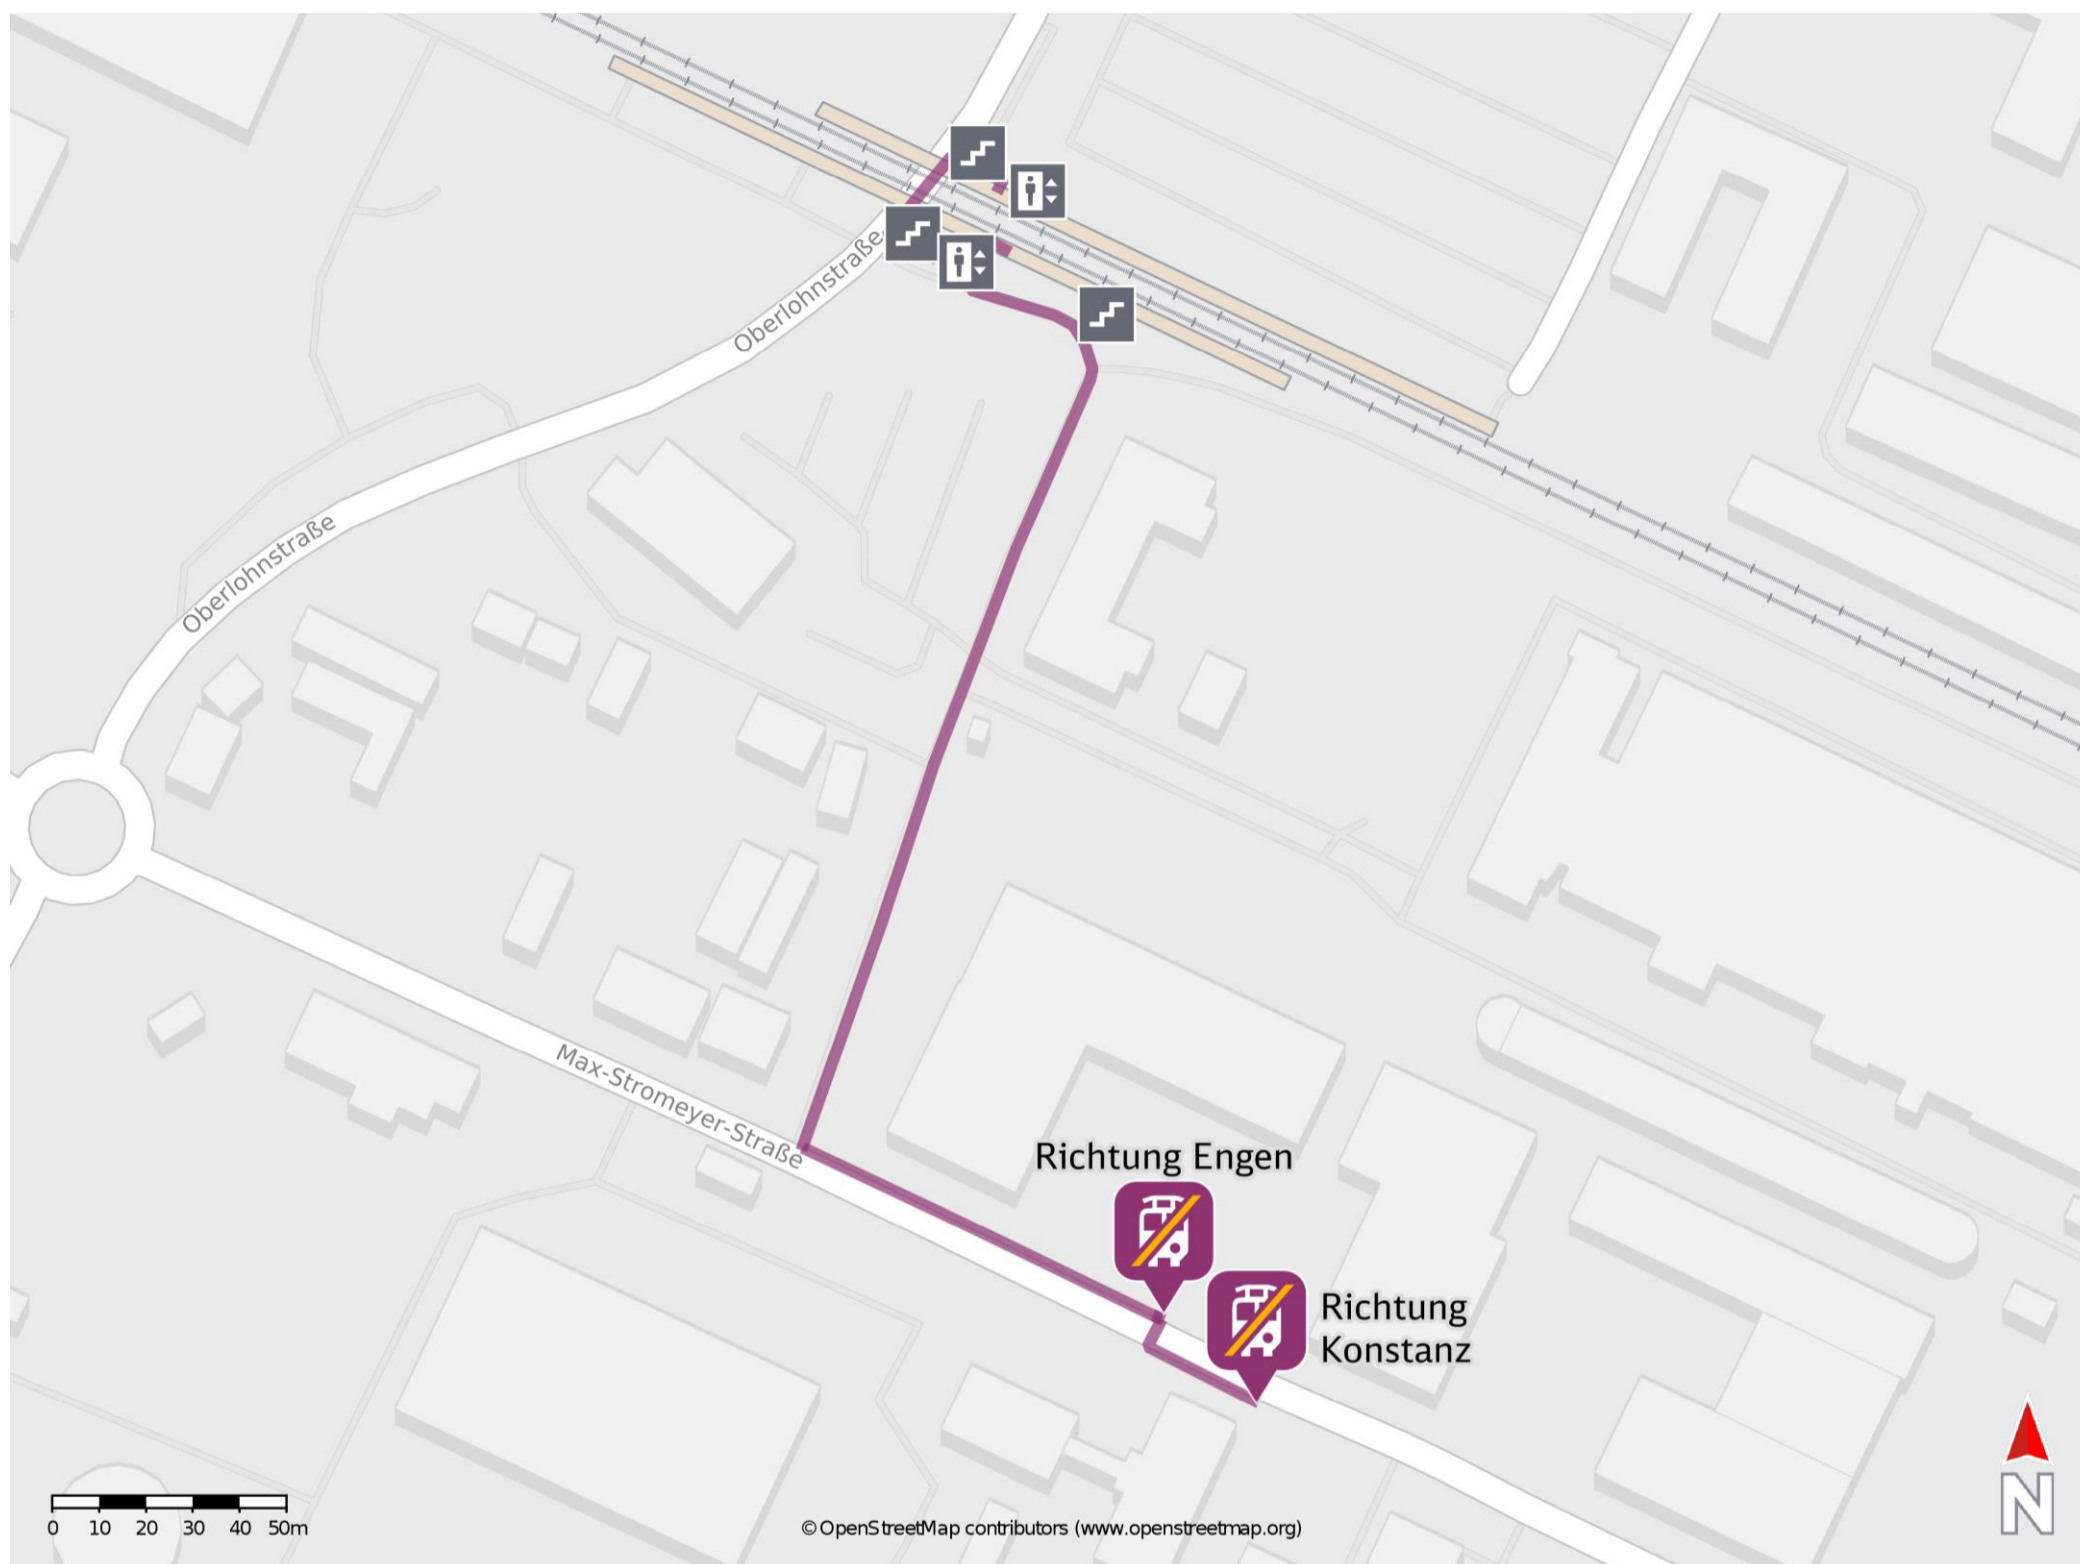 Oberlohnstraße
Oberlohnstraße
Max-Stromeyer-Straße
Richtung Engen
Richtung
Konstanz
0 10 20 30 40 50m
© OpenStreetMap contributors (www.openstreetmap.org)
N